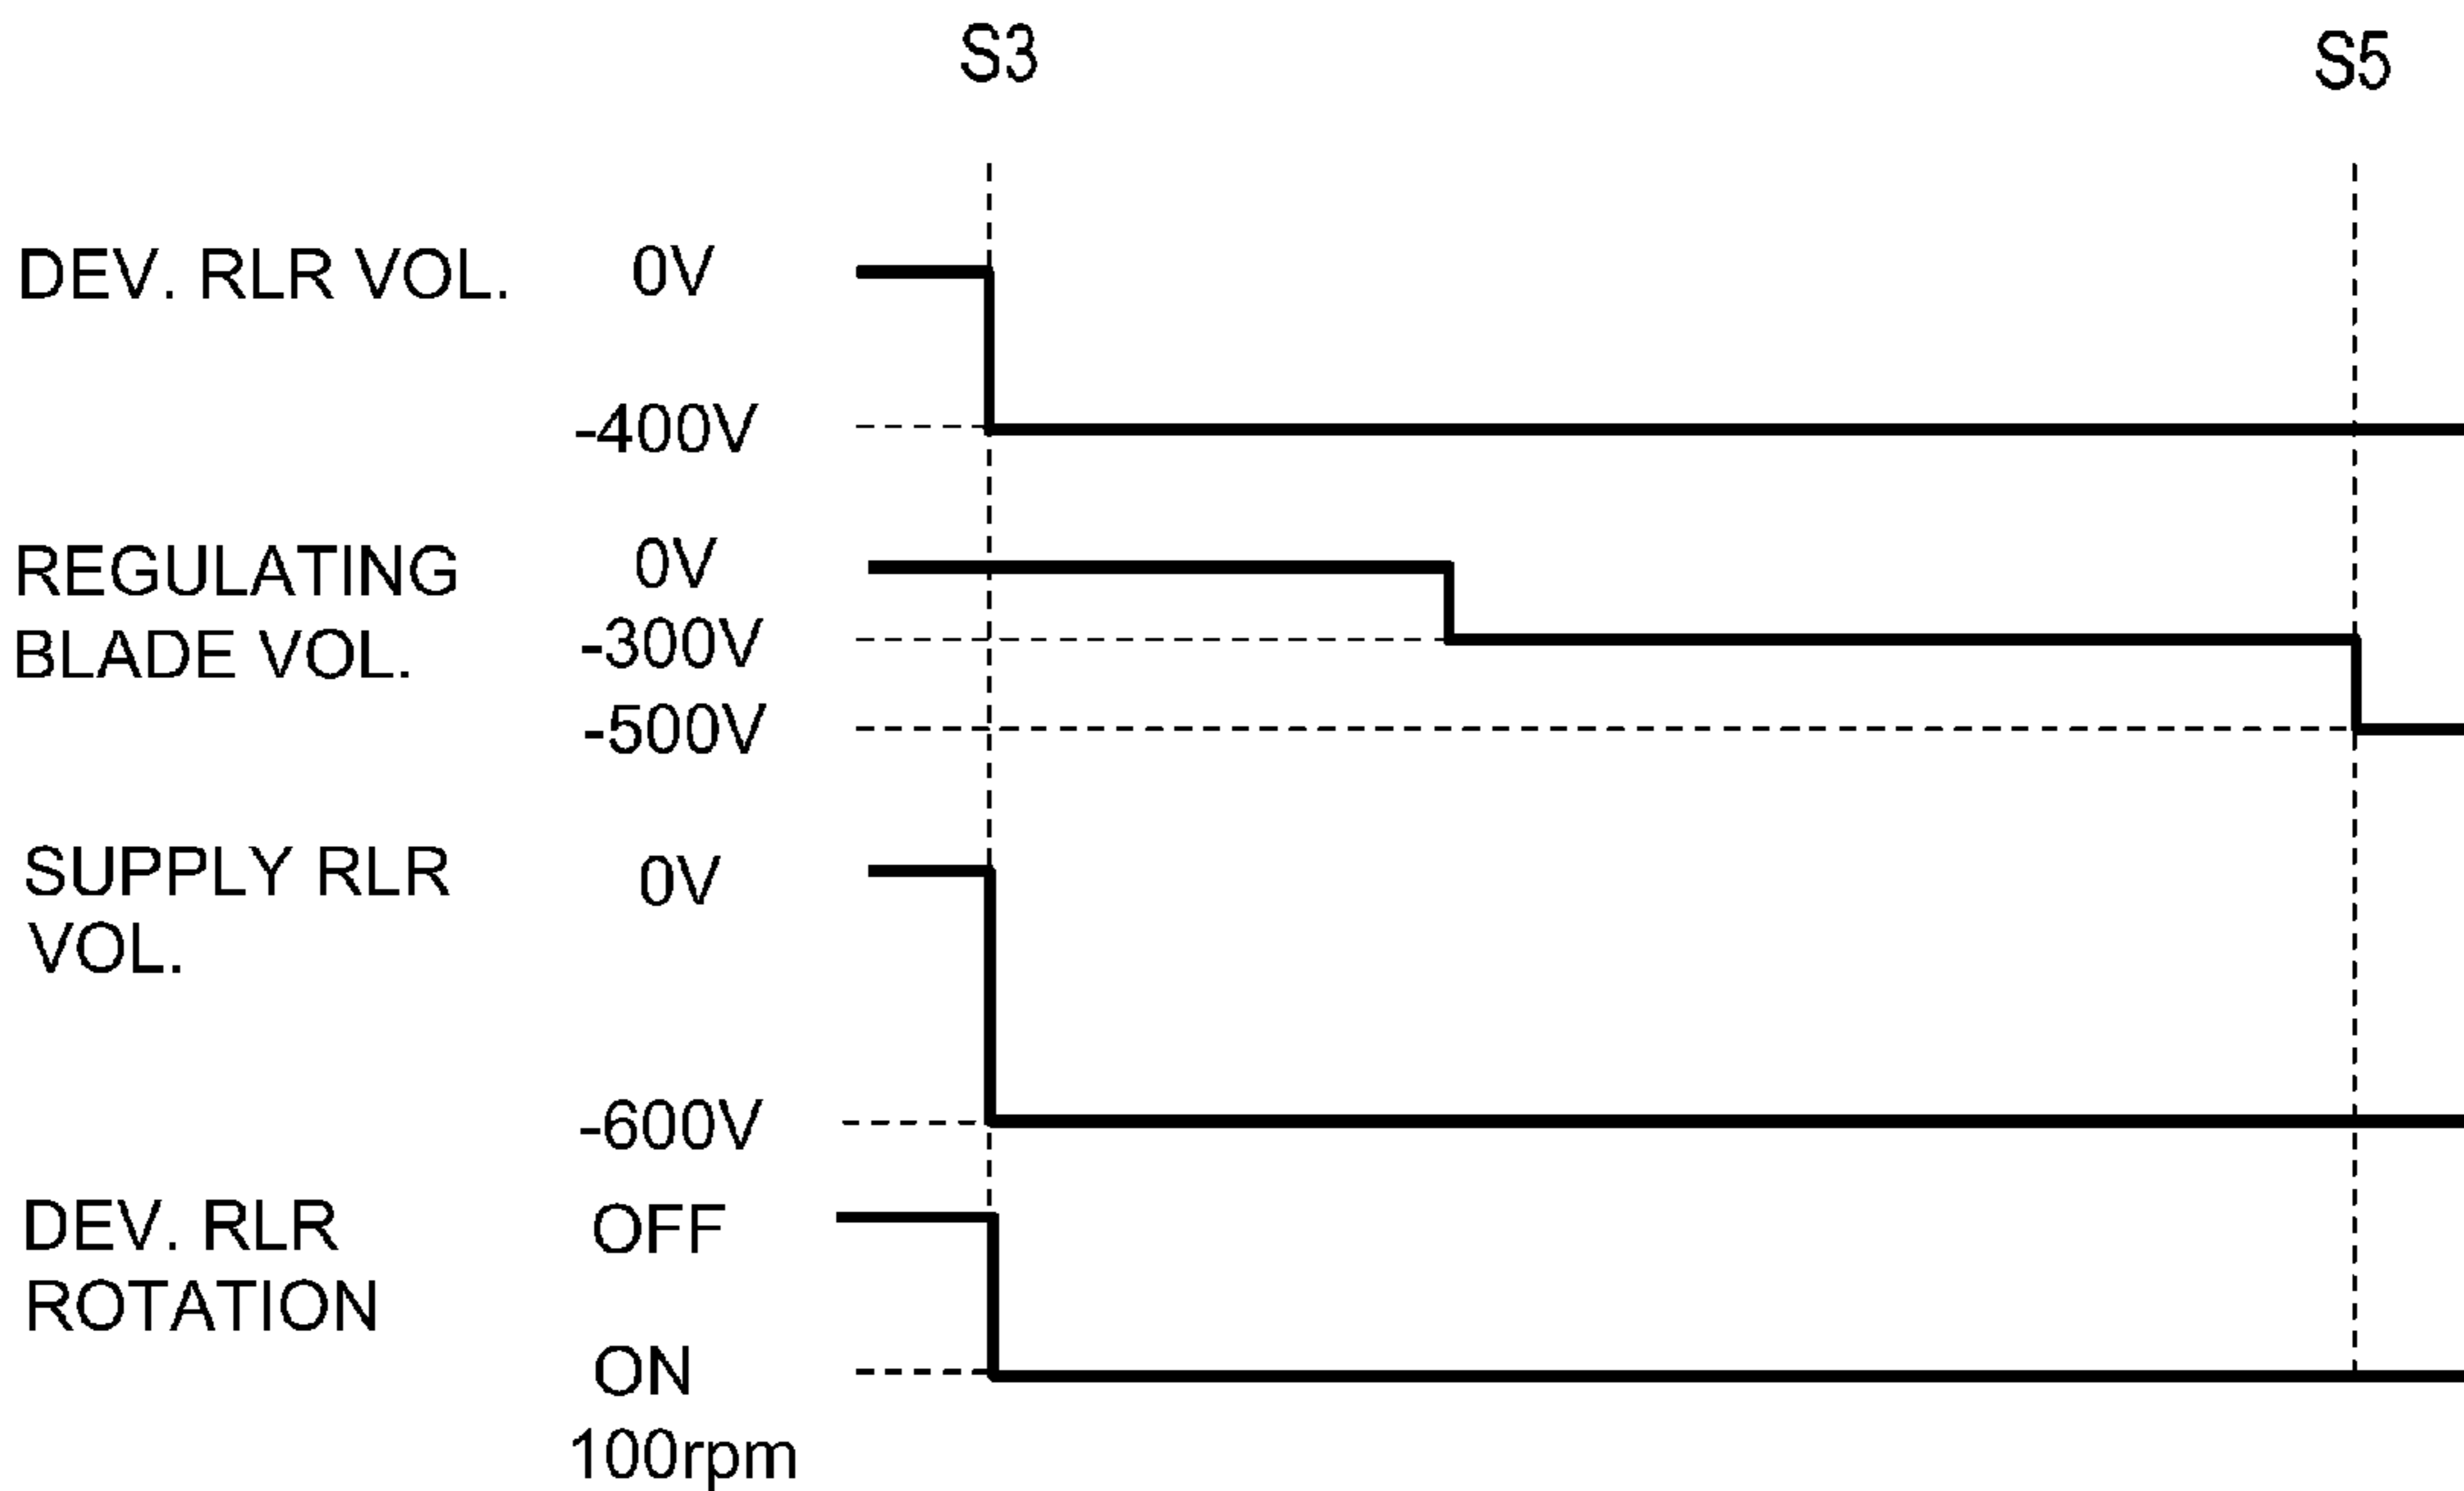 S3
S5
DEV. RLR VOL.
0V
-400V
REGULATING
BLADE VOL.
0V
-300V
-500V
SUPPLY RLR
VOL.
0V
-600V
DEV. RLR
ROTATION
OFF
ON
100rpm